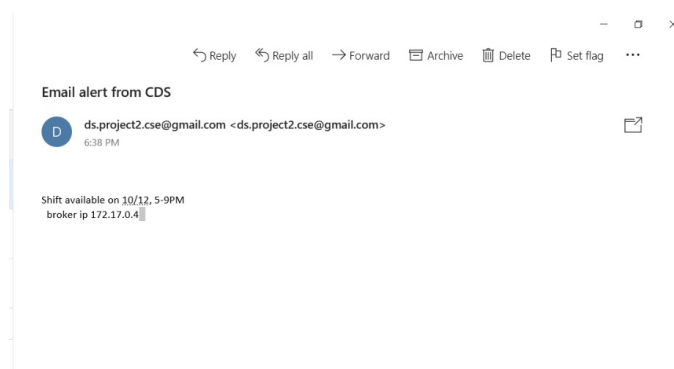 Reply Reply all Forward Archive Delete Set flag ...
Email alert from CDS
D
ds.project2.cse@gmail.com <ds.project2.cse@gmail.com>
6:38 PM
Shift available on 10/12, 5-9PM
broker ip 172.17.0.4